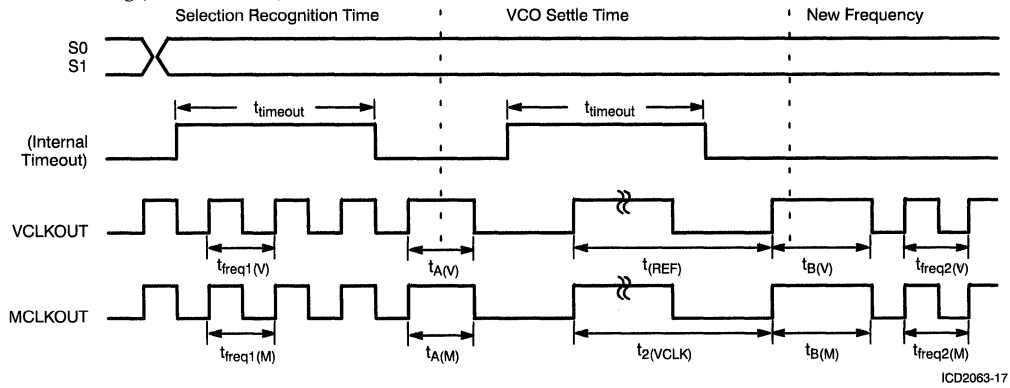 Selection Recognition Time VCO Settle Time New Frequency
S0
S1
t_timeout t_timeout
(Internal
Timeout)
VCLKOUT
t_freq1(V) t_A(V) t_(REF) t_B(V) t_freq2(V)
MCLKOUT
t_freq1(M) t_A(M) t_2(VCLK) t_B(M) t_freq2(M)
ICD2063-17